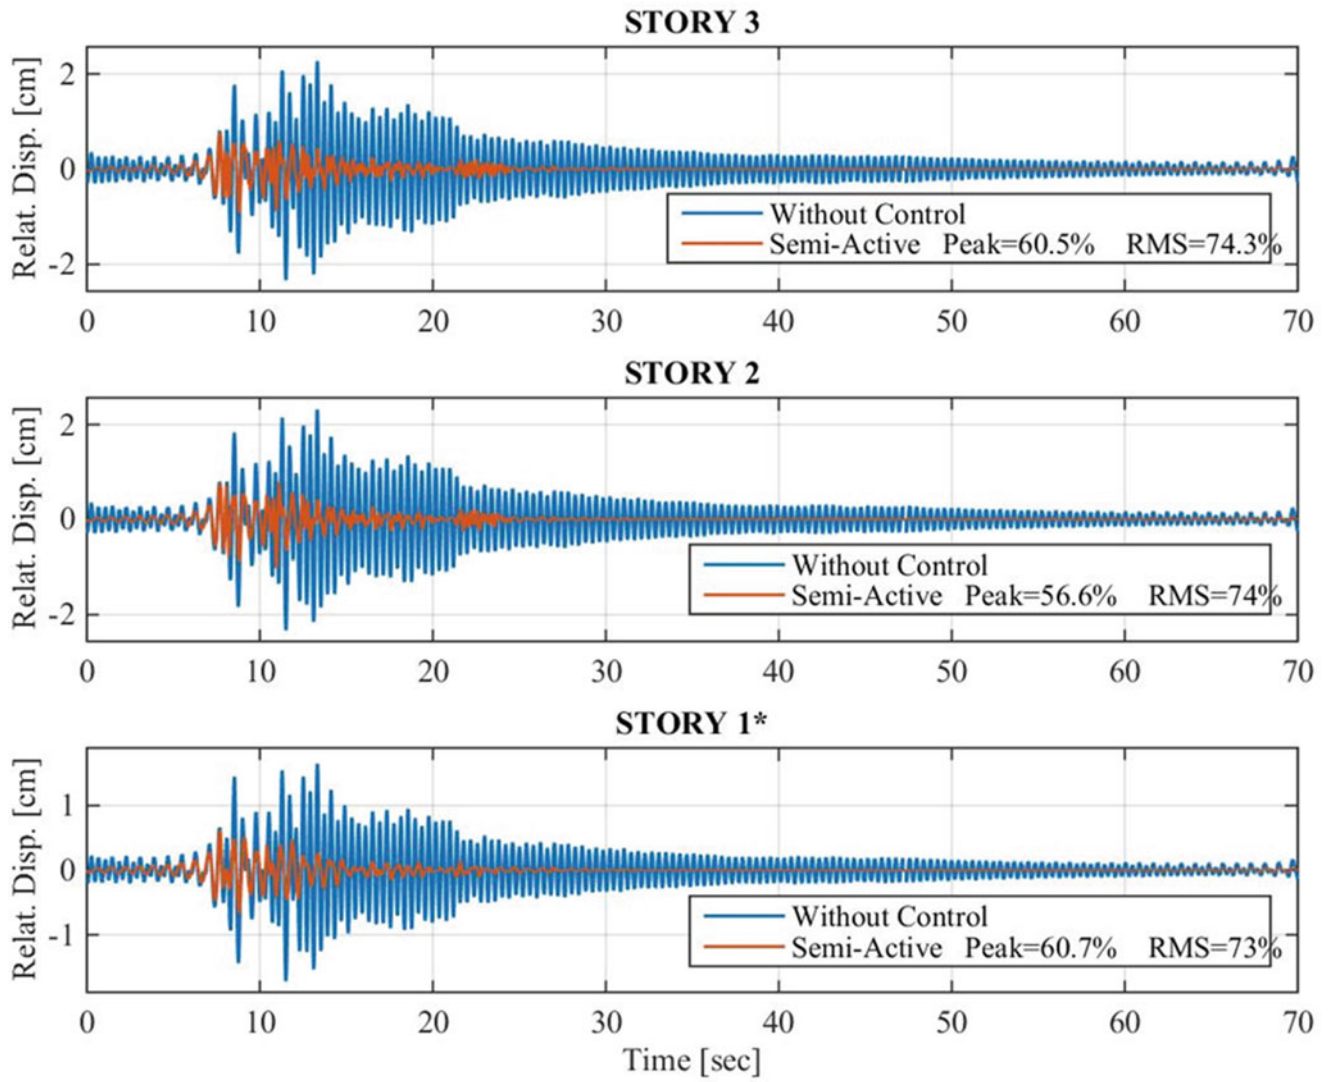 STORY 3
Relat. Disp. [cm]
2
0
-2
Without Control
Semi-Active Peak=60.5% RMS=74.3%
0 10 20 30 40 50 60 70
STORY 2
Relat. Disp. [cm]
2
0
-2
Without Control
Semi-Active Peak=56.6% RMS=74%
0 10 20 30 40 50 60 70
STORY 1*
Relat. Disp. [cm]
1
0
-1
Without Control
Semi-Active Peak=60.7% RMS=73%
0 10 20 30 40 50 60 70
Time [sec]